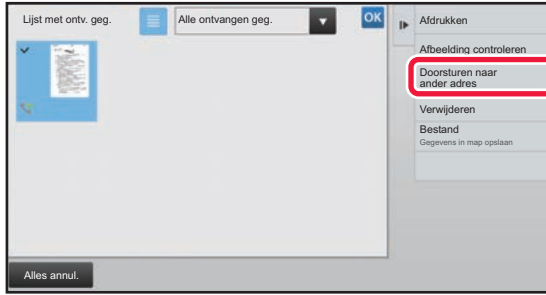 Lijst met ontv. geg.
Alle ontvangen geg.
OK
Afdrukken
Afbeelding controleren
Doorsturen naar
ander adres
Verwijderen
Bestand
Gegevens in map opslaan
Alles annul.